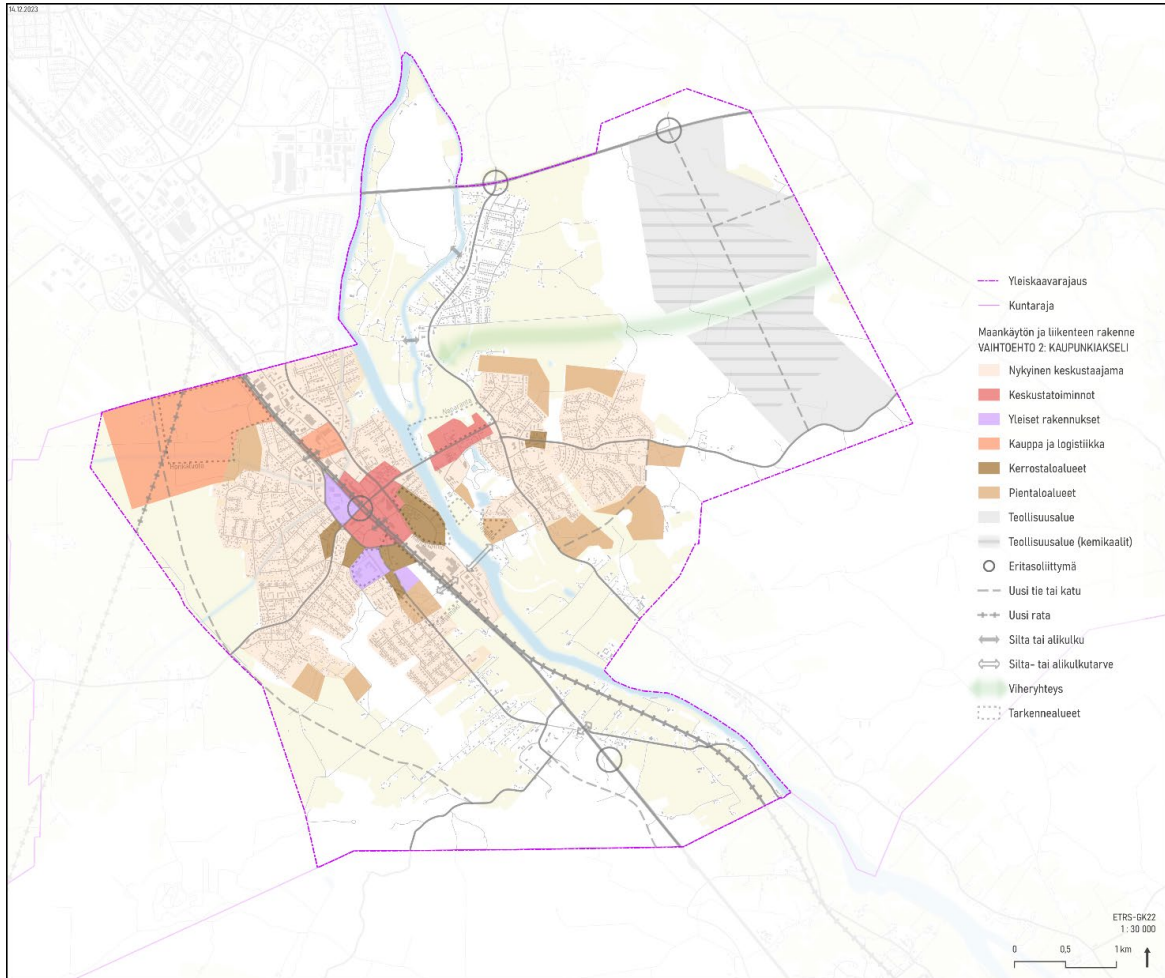 14.12.2023
Yleiskaavarajaus
Kuntaraja
Maankäytön ja liikenteen rakenne
VAIHTOEHTO 2: KAUPUNKIAKSELI
Nykyinen keskustaajama
Keskustatoiminnot
Yleiset rakennukset
Kauppa ja logistiikka
Kerrostaloalueet
Pientaloalueet
Teollisuusalue
Teollisuusalue (kemikaalit)
Eritasoliittymä
Uusi tie tai katu
Uusi rata
Silta tai alikulku
Silta- tai alikulkutarve
Viheryhteys
Tarkennealueet
ETRS-GK22
1 : 30 000
0 0,5 1 km